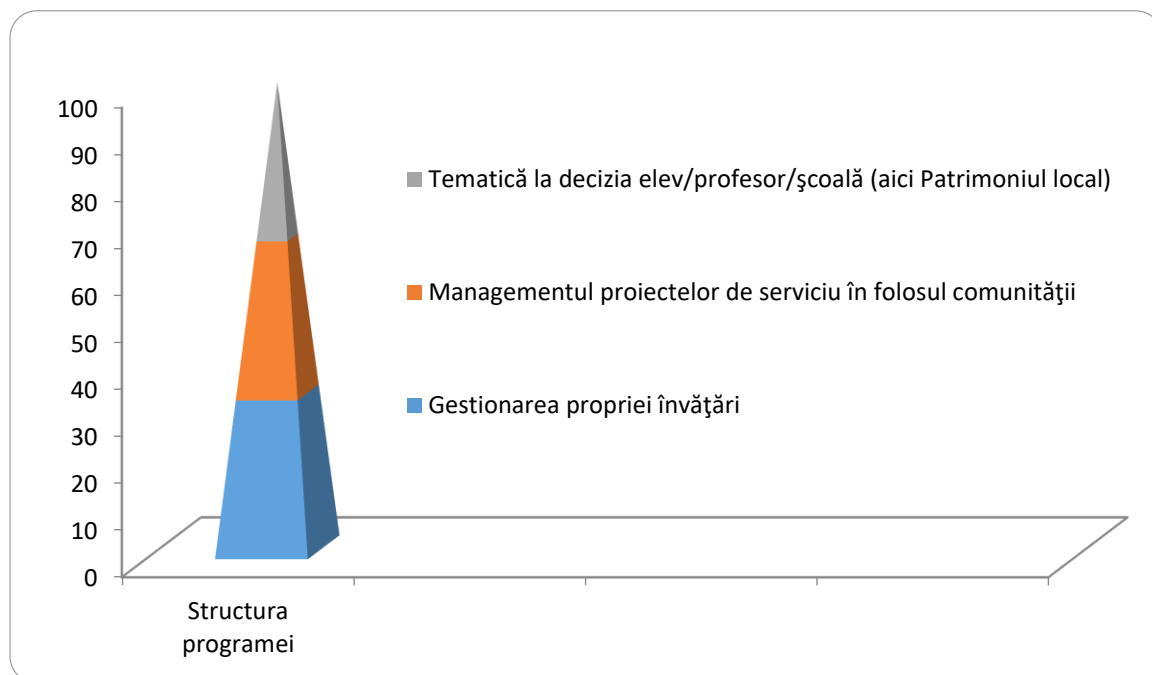 100
90
80
70
60
50
40
30
20
10
0
Tematică la decizia elev/profesor/şcoală (aici Patrimoniul local)
Managementul proiectelor de serviciu în folosul comunităţii
Gestionarea propriei învăţări
Structura
programei